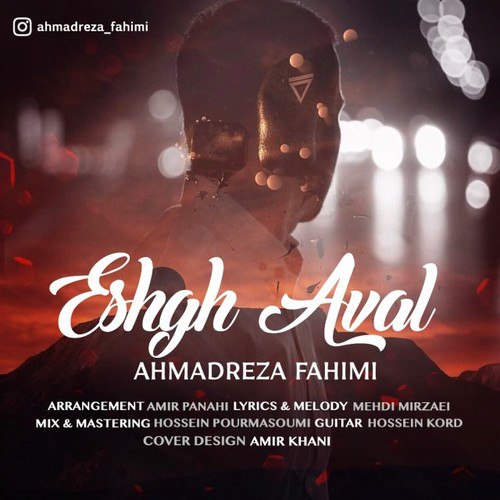 ahmadreza_fahimi
Eshgh Aval
AHMADREZA FAHIMI
ARRANGEMENT AMIR PANAHI LYRICS & MELODY MEHDI MIRZAEI
MIX & MASTERING HOSSEIN POURMASOUMI GUITAR HOSSEIN KORD
COVER DESIGN AMIR KHANI